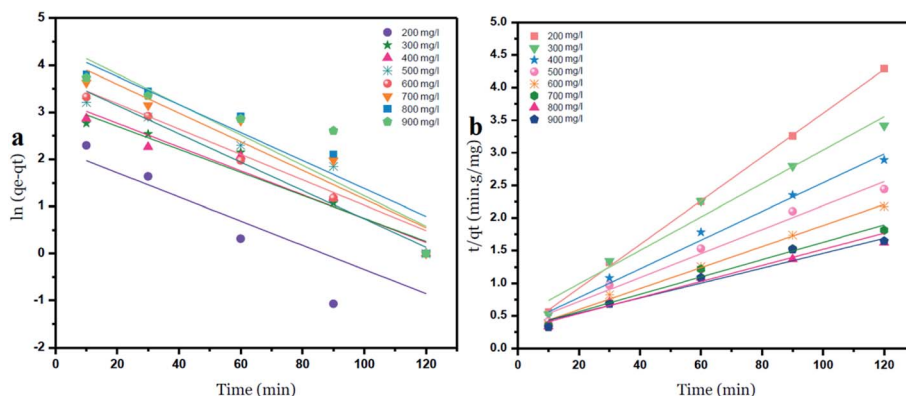 a
ln (qe-qt)
5
4
3
2
1
0
-1
-2
200 mg/l
300 mg/l
400 mg/l
500 mg/l
600 mg/l
700 mg/l
800 mg/l
900 mg/l
0 20 40 60 80 100 120
Time (min)
b
t/qt (min.g/mg)
5.0
4.5
4.0
3.5
3.0
2.5
2.0
1.5
1.0
0.5
0.0
200 mg/l
300 mg/l
400 mg/l
500 mg/l
600 mg/l
700 mg/l
800 mg/l
900 mg/l
0 20 40 60 80 100 120
Time (min)